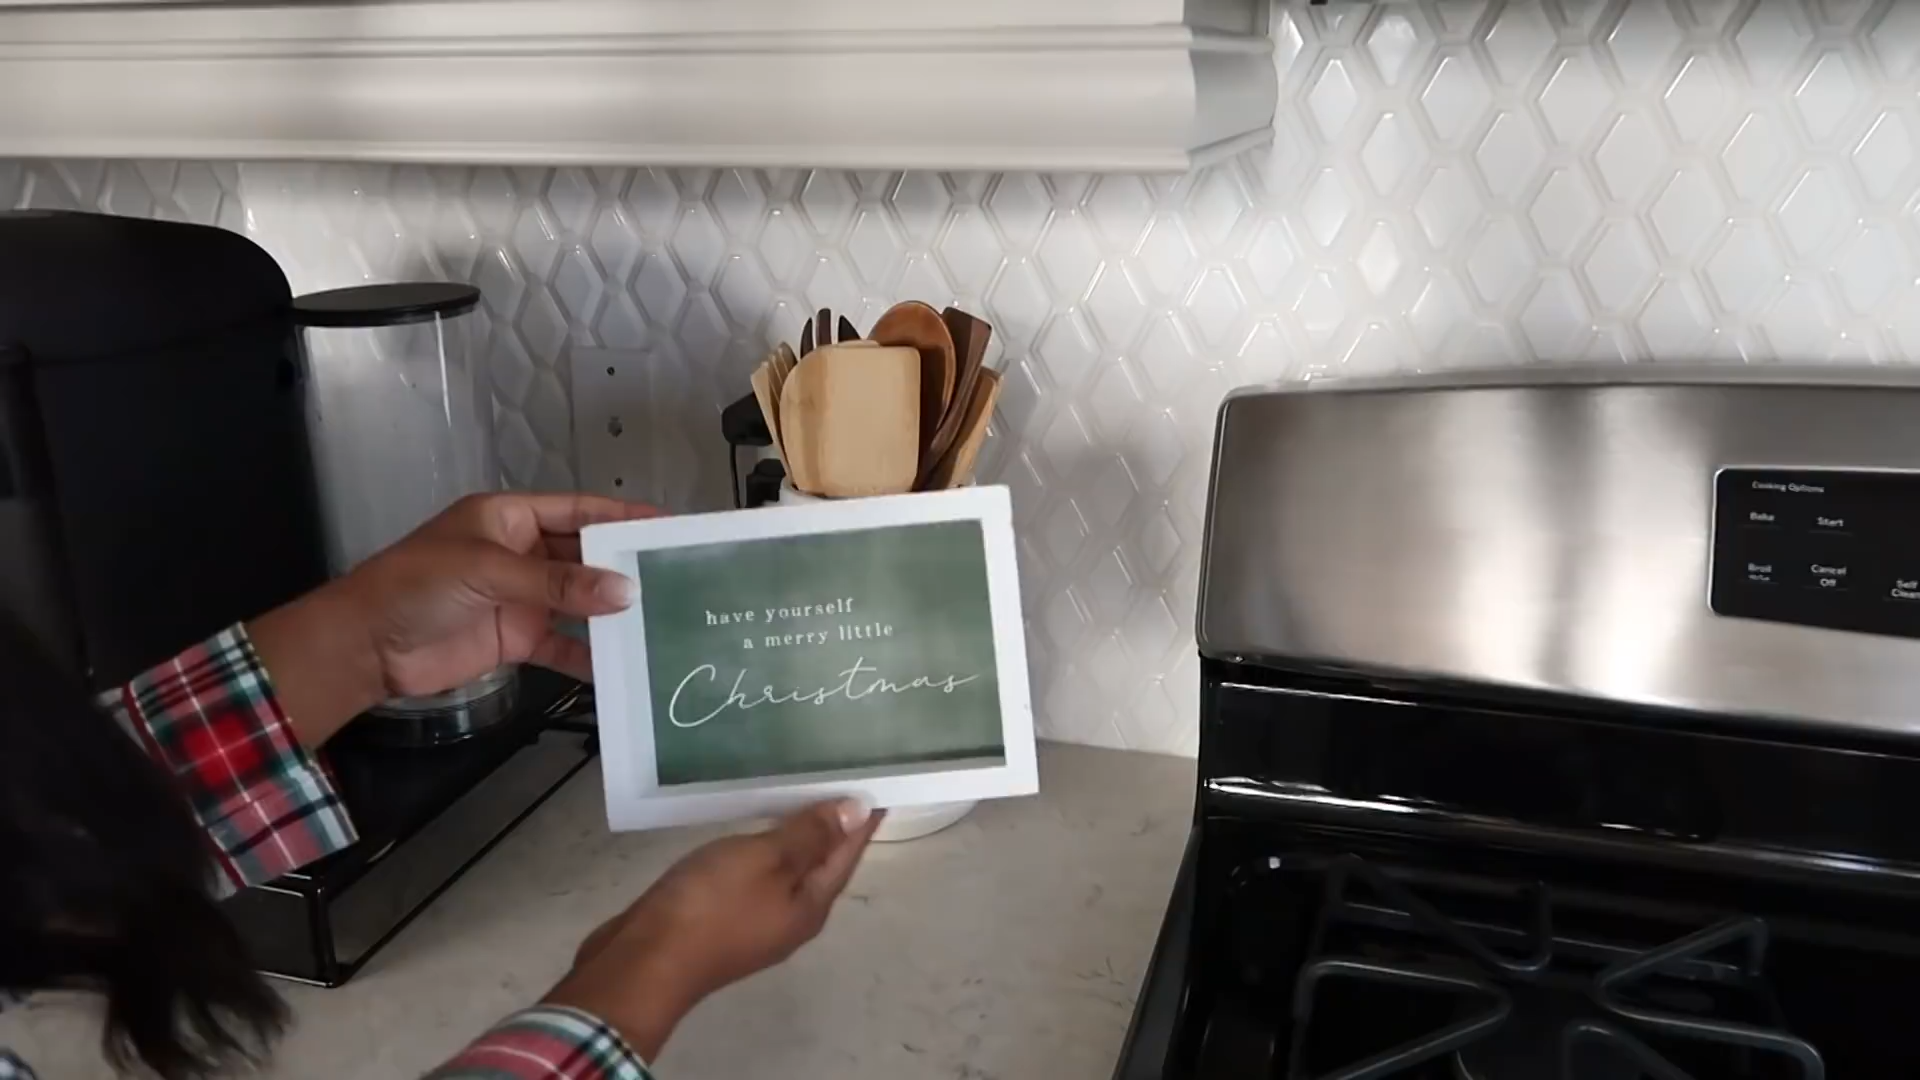 have yourself
a merry little
Christmas
Cooking Options
Bake
Start
Broil
Cancel
Off
Self
Clean